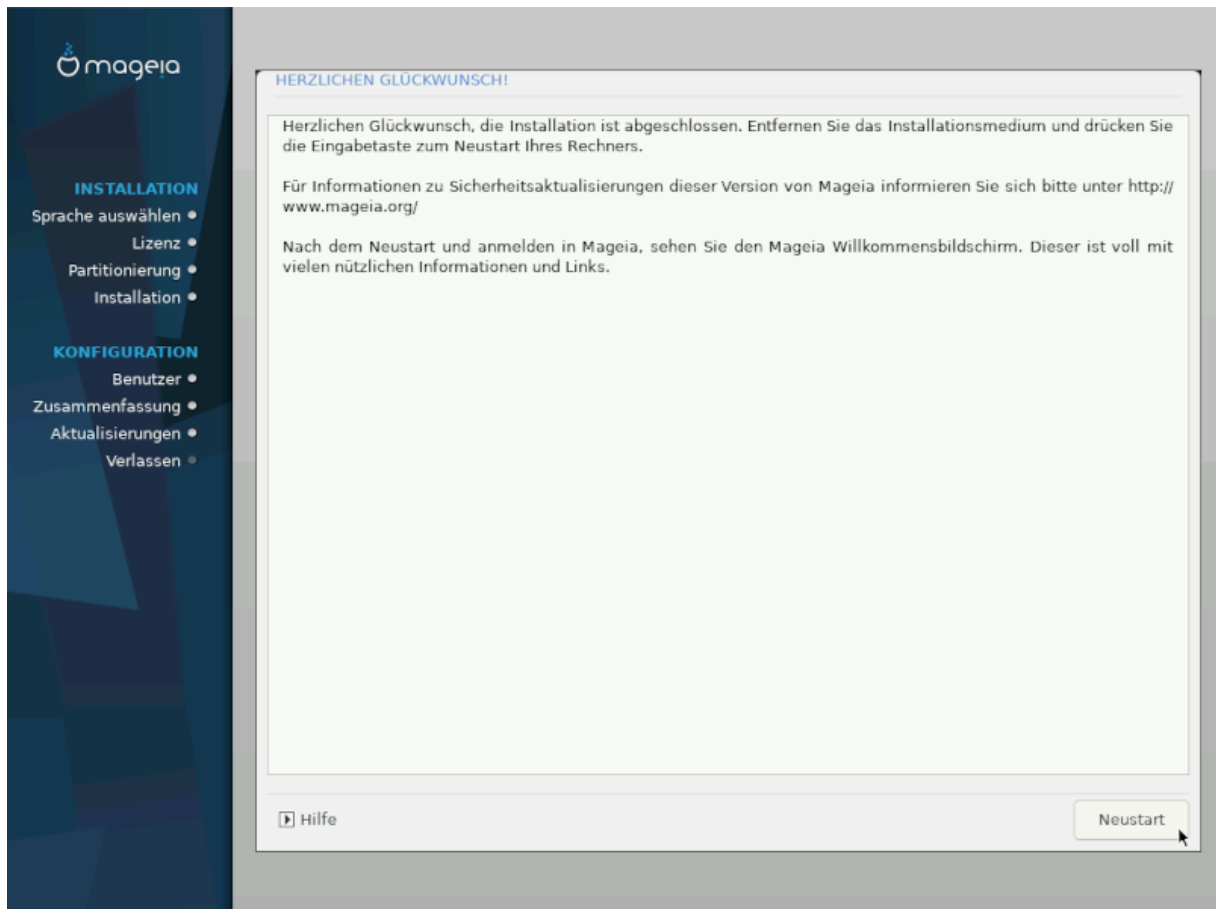 mageia
INSTALLATION
Sprache auswählen
Lizenz
Partitionierung
Installation
KONFIGURATION
Benutzer
Zusammenfassung
Aktualisierungen
Verlassen
HERZLICHEN GLÜCKWUNSCH!
Herzlichen Glückwunsch, die Installation ist abgeschlossen. Entfernen Sie das Installationsmedium und drücken Sie
die Eingabetaste zum Neustart Ihres Rechners.
Für Informationen zu Sicherheitsaktualisierungen dieser Version von Mageia informieren Sie sich bitte unter http://
www.mageia.org/
Nach dem Neustart und anmelden in Mageia, sehen Sie den Mageia Willkommensbildschirm. Dieser ist voll mit
vielen nützlichen Informationen und Links.
Hilfe
Neustart